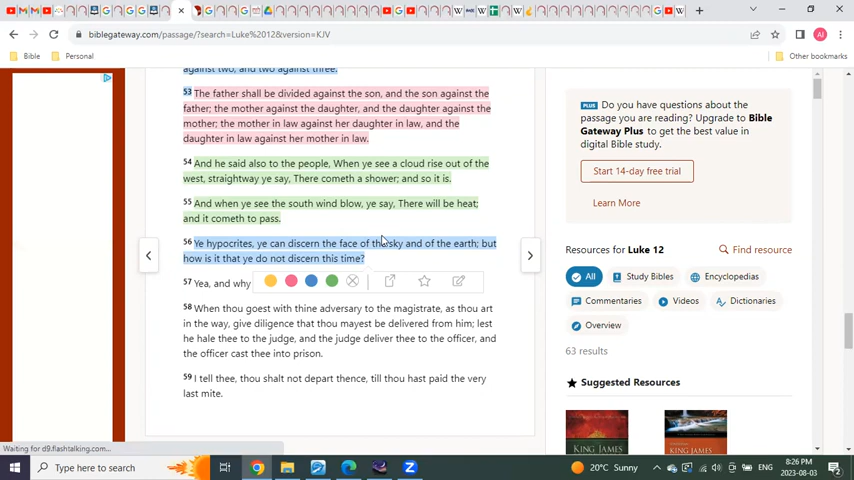 biblegateway.com/passage/?search=Luke%2012&version=KJV
Bible
Personal
Other bookmarks
against two, and two against three.
53 The father shall be divided against the son, and the son against the
father; the mother against the daughter, and the daughter against the
mother; the mother in law against her daughter in law, and the
daughter in law against her mother in law.
54 And he said also to the people, When ye see a cloud rise out of the
west, straightway ye say, There cometh a shower; and so it is.
55 And when ye see the south wind blow, ye say, There will be heat;
and it cometh to pass.
56 Ye hypocrites, ye can discern the face of the sky and of the earth; but
how is it that ye do not discern this time?
57 Yea, and why
58 When thou goest with thine adversary to the magistrate, as thou art
in the way, give diligence that thou mayest be delivered from him; lest
he hale thee to the judge, and the judge deliver thee to the officer, and
the officer cast thee into prison.
59 I tell thee, thou shalt not depart thence, till thou hast paid the very
last mite.
PLUS Do you have questions about the
passage you are reading? Upgrade to Bible
Gateway Plus to get the best value in
digital Bible study.
Start 14-day free trial
Learn More
Resources for Luke 12
Find resource
All
Study Bibles
Encyclopedias
Commentaries
Videos
Dictionaries
Overview
63 results
Suggested Resources
KING JAMES
KING JAMES
Waiting for d9.flashtalking.com...
Type here to search
20°C Sunny
ENG
8:26 PM
2023-08-03
2